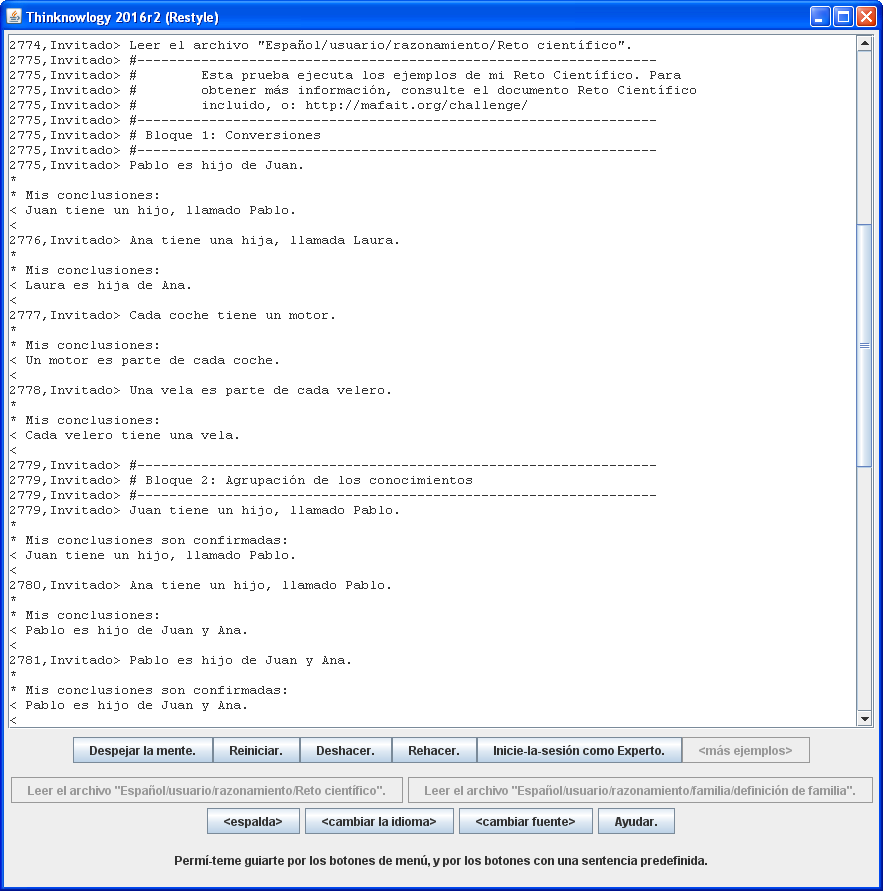 Thinknowlogy 2016r2 (Restyle)
2774,Invitado> Leer el archivo "Español/usuario/razonamiento/Reto científico".
2775,Invitado> #-----------------------------------------------------------------
2775,Invitado> #        Esta prueba ejecuta los ejemplos de mi Reto Científico. Para
2775,Invitado> #        obtener más información, consulte el documento Reto Científico
2775,Invitado> #        incluido, o: http://mafait.org/challenge/
2775,Invitado> #-----------------------------------------------------------------
2775,Invitado> # Bloque 1: Conversiones
2775,Invitado> #-----------------------------------------------------------------
2775,Invitado> Pablo es hijo de Juan.
*
* Mis conclusiones:
< Juan tiene un hijo, llamado Pablo.
<
2776,Invitado> Ana tiene una hija, llamada Laura.
*
* Mis conclusiones:
< Laura es hija de Ana.
<
2777,Invitado> Cada coche tiene un motor.
*
* Mis conclusiones:
< Un motor es parte de cada coche.
<
2778,Invitado> Una vela es parte de cada velero.
*
* Mis conclusiones:
< Cada velero tiene una vela.
<
2779,Invitado> #-----------------------------------------------------------------
2779,Invitado> # Bloque 2: Agrupación de los conocimientos
2779,Invitado> #-----------------------------------------------------------------
2779,Invitado> Juan tiene un hijo, llamado Pablo.
*
* Mis conclusiones son confirmadas:
< Juan tiene un hijo, llamado Pablo.
<
2780,Invitado> Ana tiene un hijo, llamado Pablo.
*
* Mis conclusiones:
< Pablo es hijo de Juan y Ana.
<
2781,Invitado> Pablo es hijo de Juan y Ana.
*
* Mis conclusiones son confirmadas:
< Pablo es hijo de Juan y Ana.
<
Despejar la mente. Reiniciar. Deshacer. Rehacer. Inicie-la-sesión como Experto. <más ejemplos>
Leer el archivo "Español/usuario/razonamiento/Reto científico". Leer el archivo "Español/usuario/razonamiento/familia/definición de familia".
<espalda> <cambiar la idioma> <cambiar fuente> Ayudar.
Permí-teme guiarte por los botones de menú, y por los botones con una sentencia predefinida.